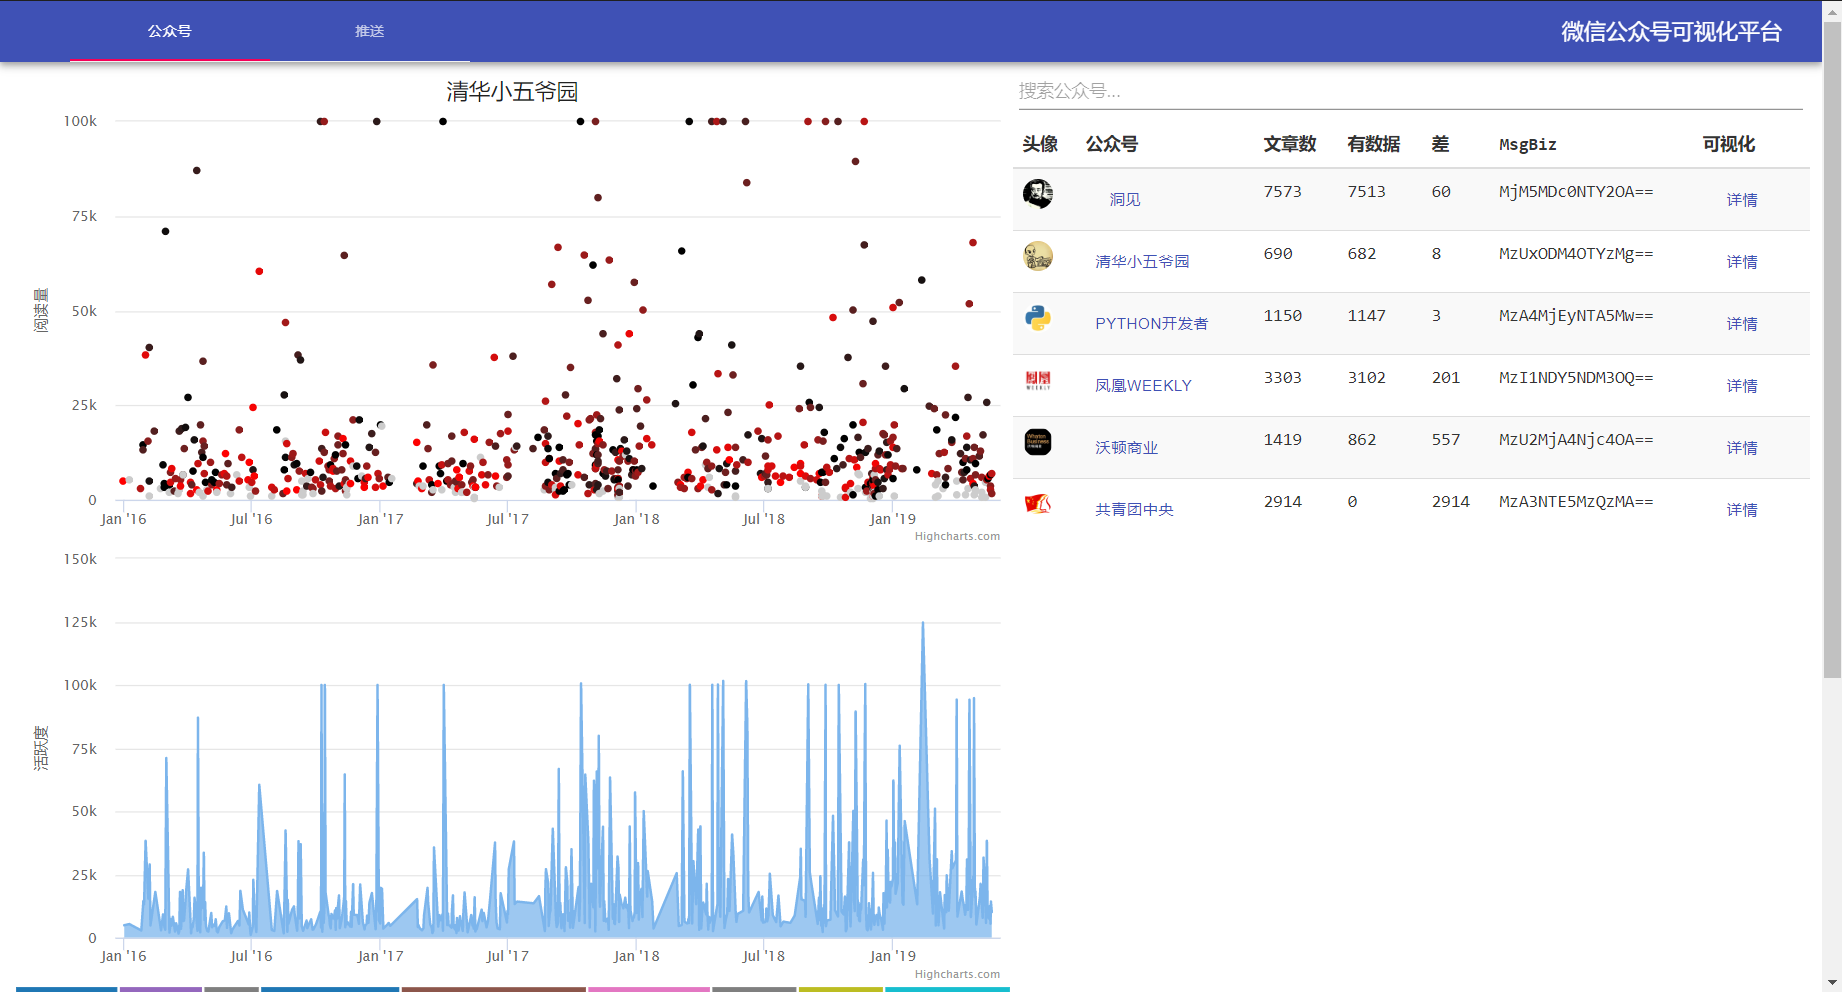 公众号 推送 微信公众号可视化平台
清华小五爷园
阅读量
100k
75k
50k
25k
0
Jan '16 Jul '16 Jan '17 Jul '17 Jan '18 Jul '18 Jan '19
Highcharts.com
活跃度
150k
125k
100k
75k
50k
25k
0
Jan '16 Jul '16 Jan '17 Jul '17 Jan '18 Jul '18 Jan '19
Highcharts.com
搜索公众号...
头像 公众号 文章数 有数据 差 MsgBiz 可视化
洞见 7573 7513 60 MjM5MDc0NTY2OA== 详情
清华小五爷园 690 682 8 MzUxODM4OTYzMg== 详情
PYTHON开发者 1150 1147 3 MzA4MjEyNTA5Mw== 详情
凤凰WEEKLY 3303 3102 201 MzI1NDY5NDM3OQ== 详情
沃顿商业 1419 862 557 MzU2MjA4Njc4OA== 详情
共青团中央 2914 0 2914 MzA3NTE5MzQzMA== 详情